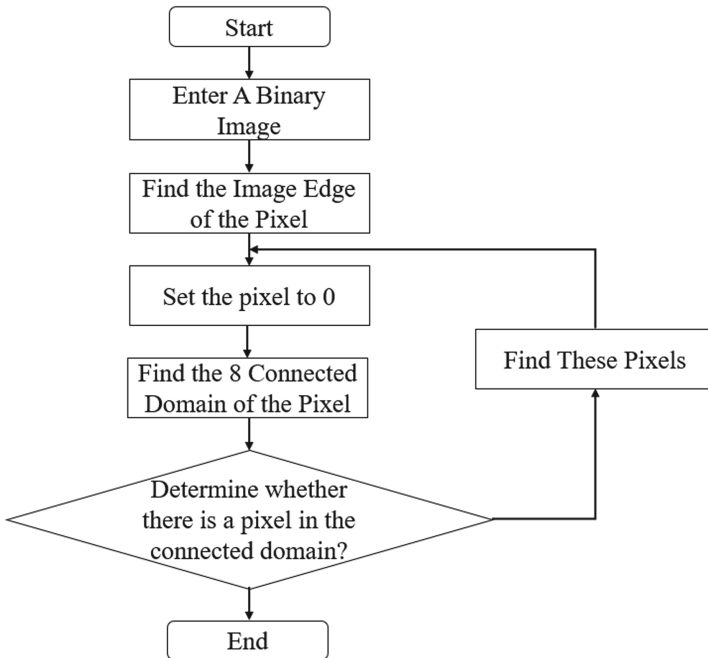 Start
Enter A Binary
Image
Find the Image Edge
of the Pixel
Set the pixel to 0
Find These Pixels
Find the 8 Connected
Domain of the Pixel
Determine whether
there is a pixel in the
connected domain?
End